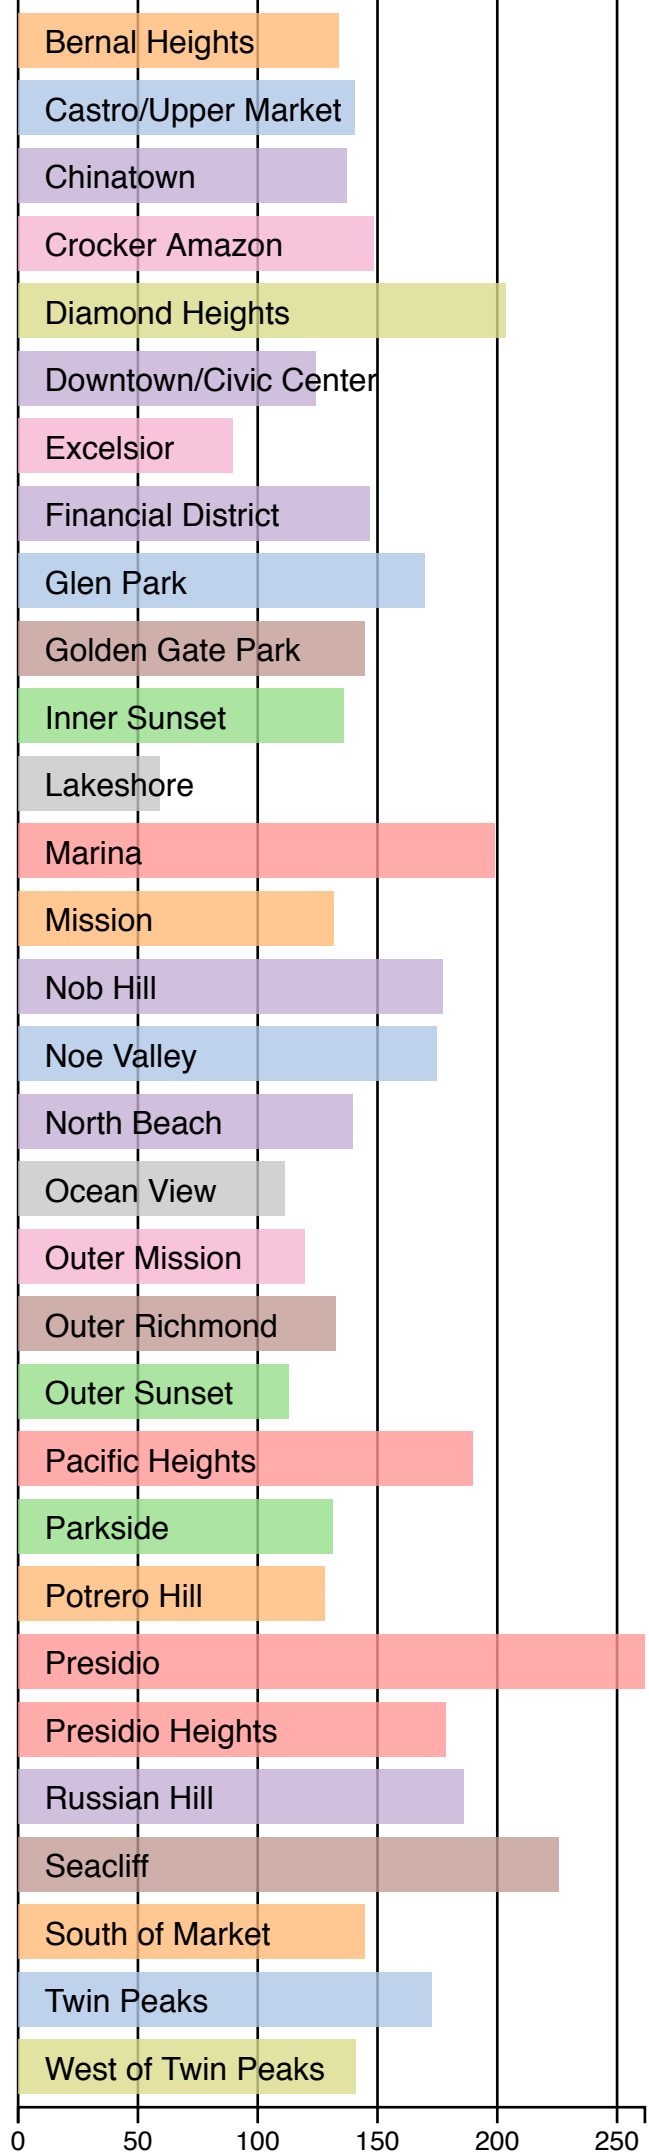 Bernal Heights
Castro/Upper Market
Chinatown
Crocker Amazon
Diamond Heights
Downtown/Civic Center
Excelsior
Financial District
Glen Park
Golden Gate Park
Inner Sunset
Lakeshore
Marina
Mission
Nob Hill
Noe Valley
North Beach
Ocean View
Outer Mission
Outer Richmond
Outer Sunset
Pacific Heights
Parkside
Potrero Hill
Presidio
Presidio Heights
Russian Hill
Seacliff
South of Market
Twin Peaks
West of Twin Peaks
0 50 100 150 200 250